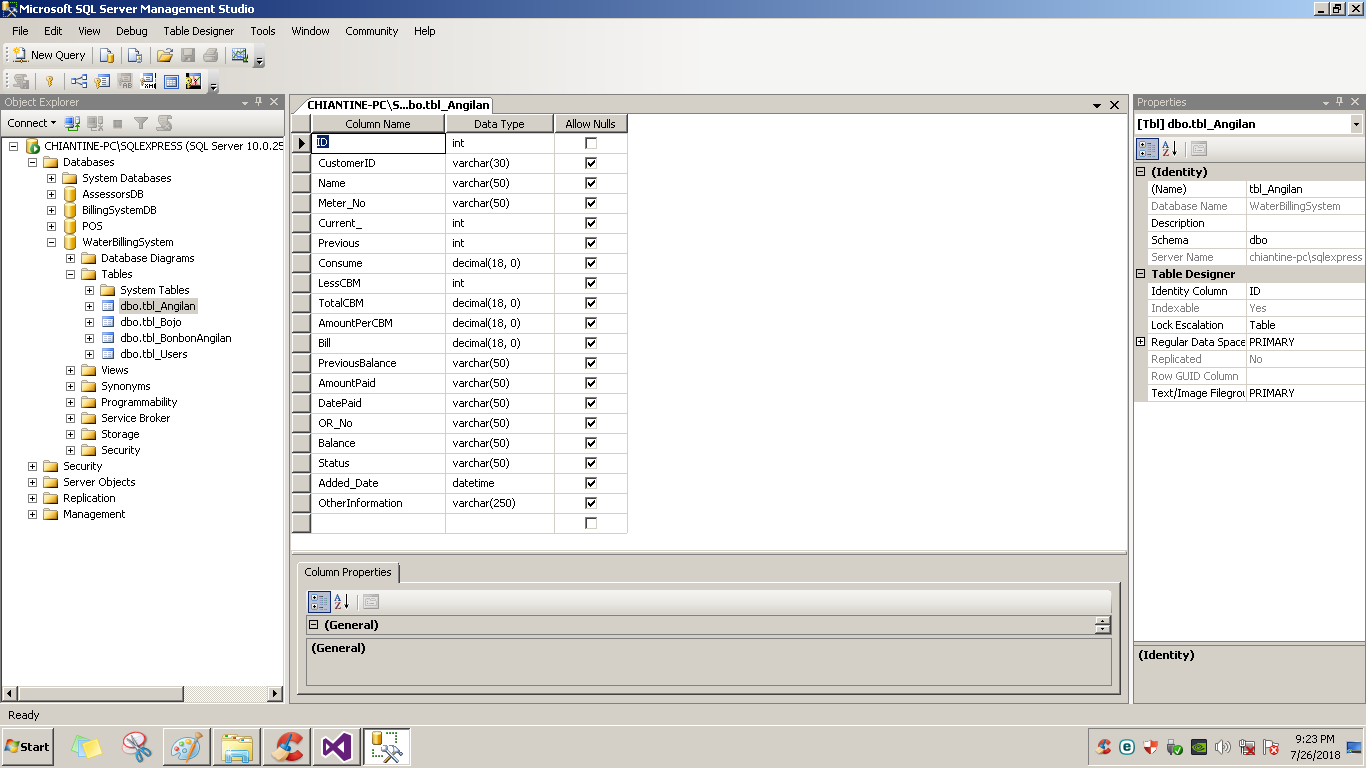 Microsoft SQL Server Management Studio
File Edit View Debug Table Designer Tools Window Community Help
New Query
Object Explorer
Connect
CHIANTINE-PC\SQLEXPRESS (SQL Server 10.0.25
Databases
System Databases
AssessorsDB
BillingSystemDB
POS
WaterBillingSystem
Database Diagrams
Tables
System Tables
dbo.tbl_Angilan
dbo.tbl_Bojo
dbo.tbl_BonbonAngilan
dbo.tbl_Users
Views
Synonyms
Programmability
Service Broker
Storage
Security
Security
Server Objects
Replication
Management
CHIANTINE-PC\S...bo.tbl_Angilan
Column Name Data Type Allow Nulls
ID int
CustomerID varchar(30)
Name varchar(50)
Meter_No varchar(50)
Current_ int
Previous int
Consume decimal(18, 0)
LessCBM int
TotalCBM decimal(18, 0)
AmountPerCBM decimal(18, 0)
Bill decimal(18, 0)
PreviousBalance varchar(50)
AmountPaid varchar(50)
DatePaid varchar(50)
OR_No varchar(50)
Balance varchar(50)
Status varchar(50)
Added_Date datetime
OtherInformation varchar(250)
Column Properties
(General)
(General)
Properties
[Tbl] dbo.tbl_Angilan
(Identity)
(Name) tbl_Angilan
Database Name WaterBillingSystem
Description
Schema dbo
Server Name chiantine-pc\sqlexpress
Table Designer
Identity Column ID
Indexable Yes
Lock Escalation Table
Regular Data Space PRIMARY
Replicated No
Row GUID Column
Text/Image Filegrou PRIMARY
(Identity)
Ready
Start
9:23 PM
7/26/2018